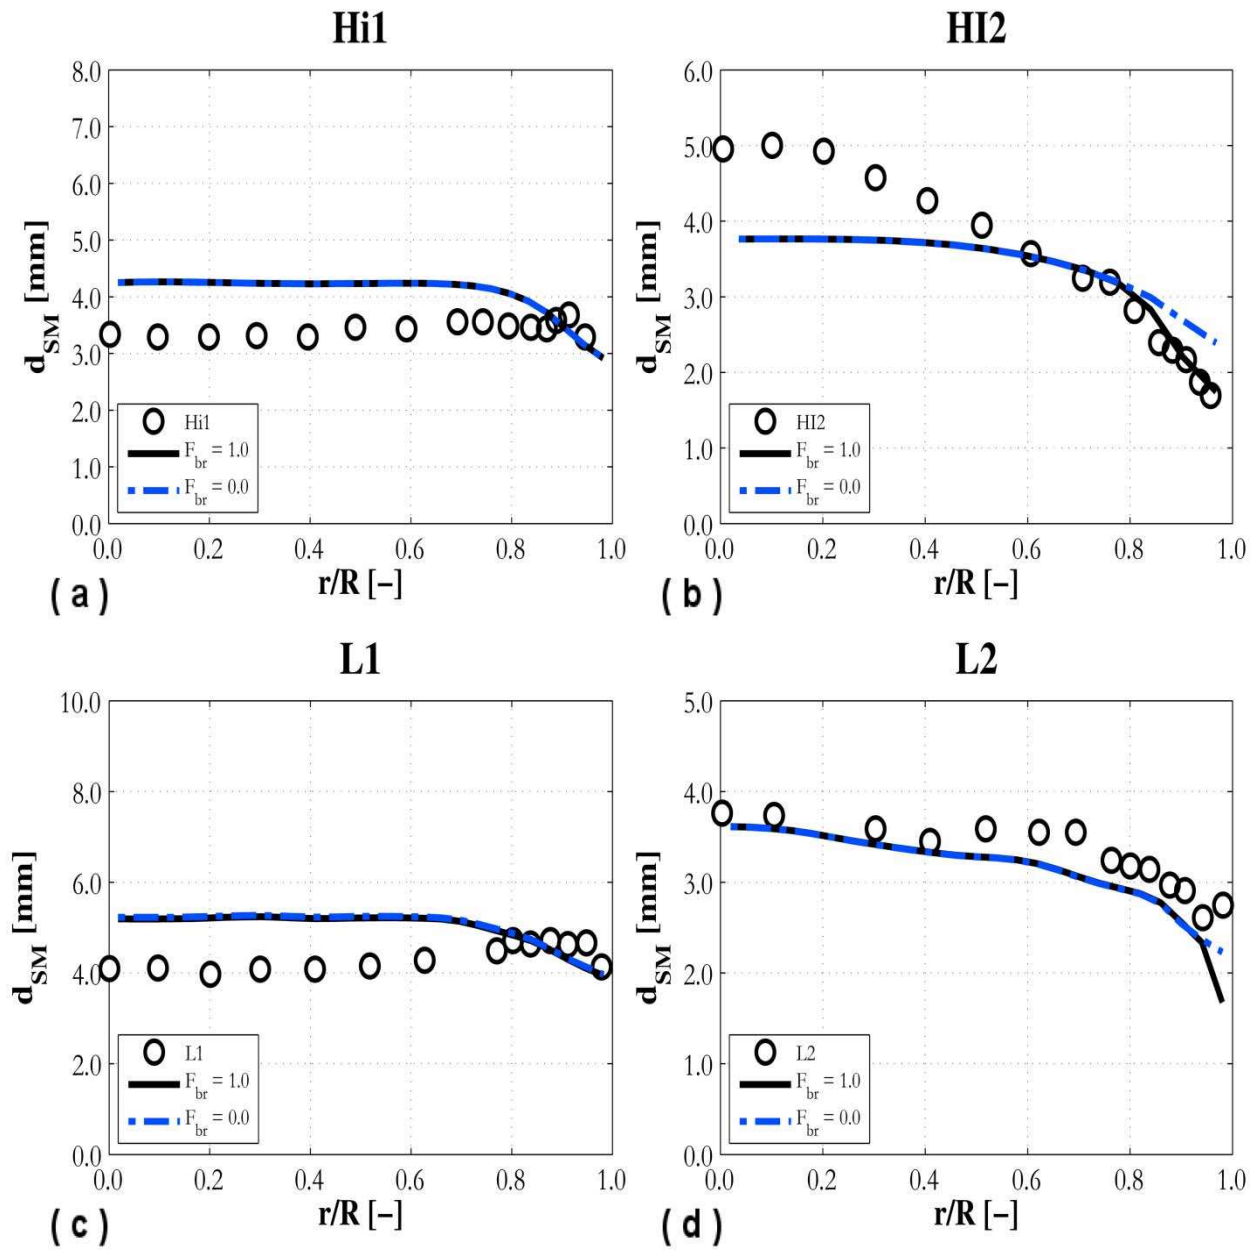 Hi1
8.0
7.0
6.0
5.0
4.0
3.0
2.0
1.0
0.0
d_SM [mm]
Hi1
F_br = 1.0
F_br = 0.0
0.0 0.2 0.4 0.6 0.8 1.0
r/R [−]
( a )
HI2
6.0
5.0
4.0
3.0
2.0
1.0
0.0
d_SM [mm]
HI2
F_br = 1.0
F_br = 0.0
0.0 0.2 0.4 0.6 0.8 1.0
r/R [−]
( b )
L1
10.0
8.0
6.0
4.0
2.0
0.0
d_SM [mm]
L1
F_br = 1.0
F_br = 0.0
0.0 0.2 0.4 0.6 0.8 1.0
r/R [−]
( c )
L2
5.0
4.0
3.0
2.0
1.0
0.0
d_SM [mm]
L2
F_br = 1.0
F_br = 0.0
0.0 0.2 0.4 0.6 0.8 1.0
r/R [−]
( d )